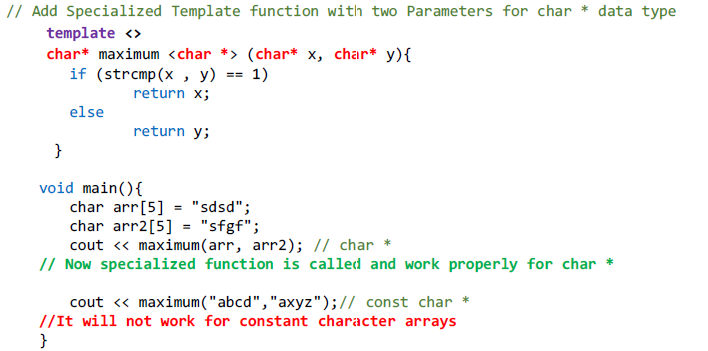 // Add Specialized Template function with two Parameters for char * data type
template <>
char* maximum <char *> (char* x, char* y){
if (strcmp(x , y) == 1)
return x;
else
return y;
}
void main(){
char arr[5] = "sdsd";
char arr2[5] = "sfgf";
cout << maximum(arr, arr2); // char *
// Now specialized function is called and work properly for char *
cout << maximum("abcd","axyz");// const char *
//It will not work for constant character arrays
}